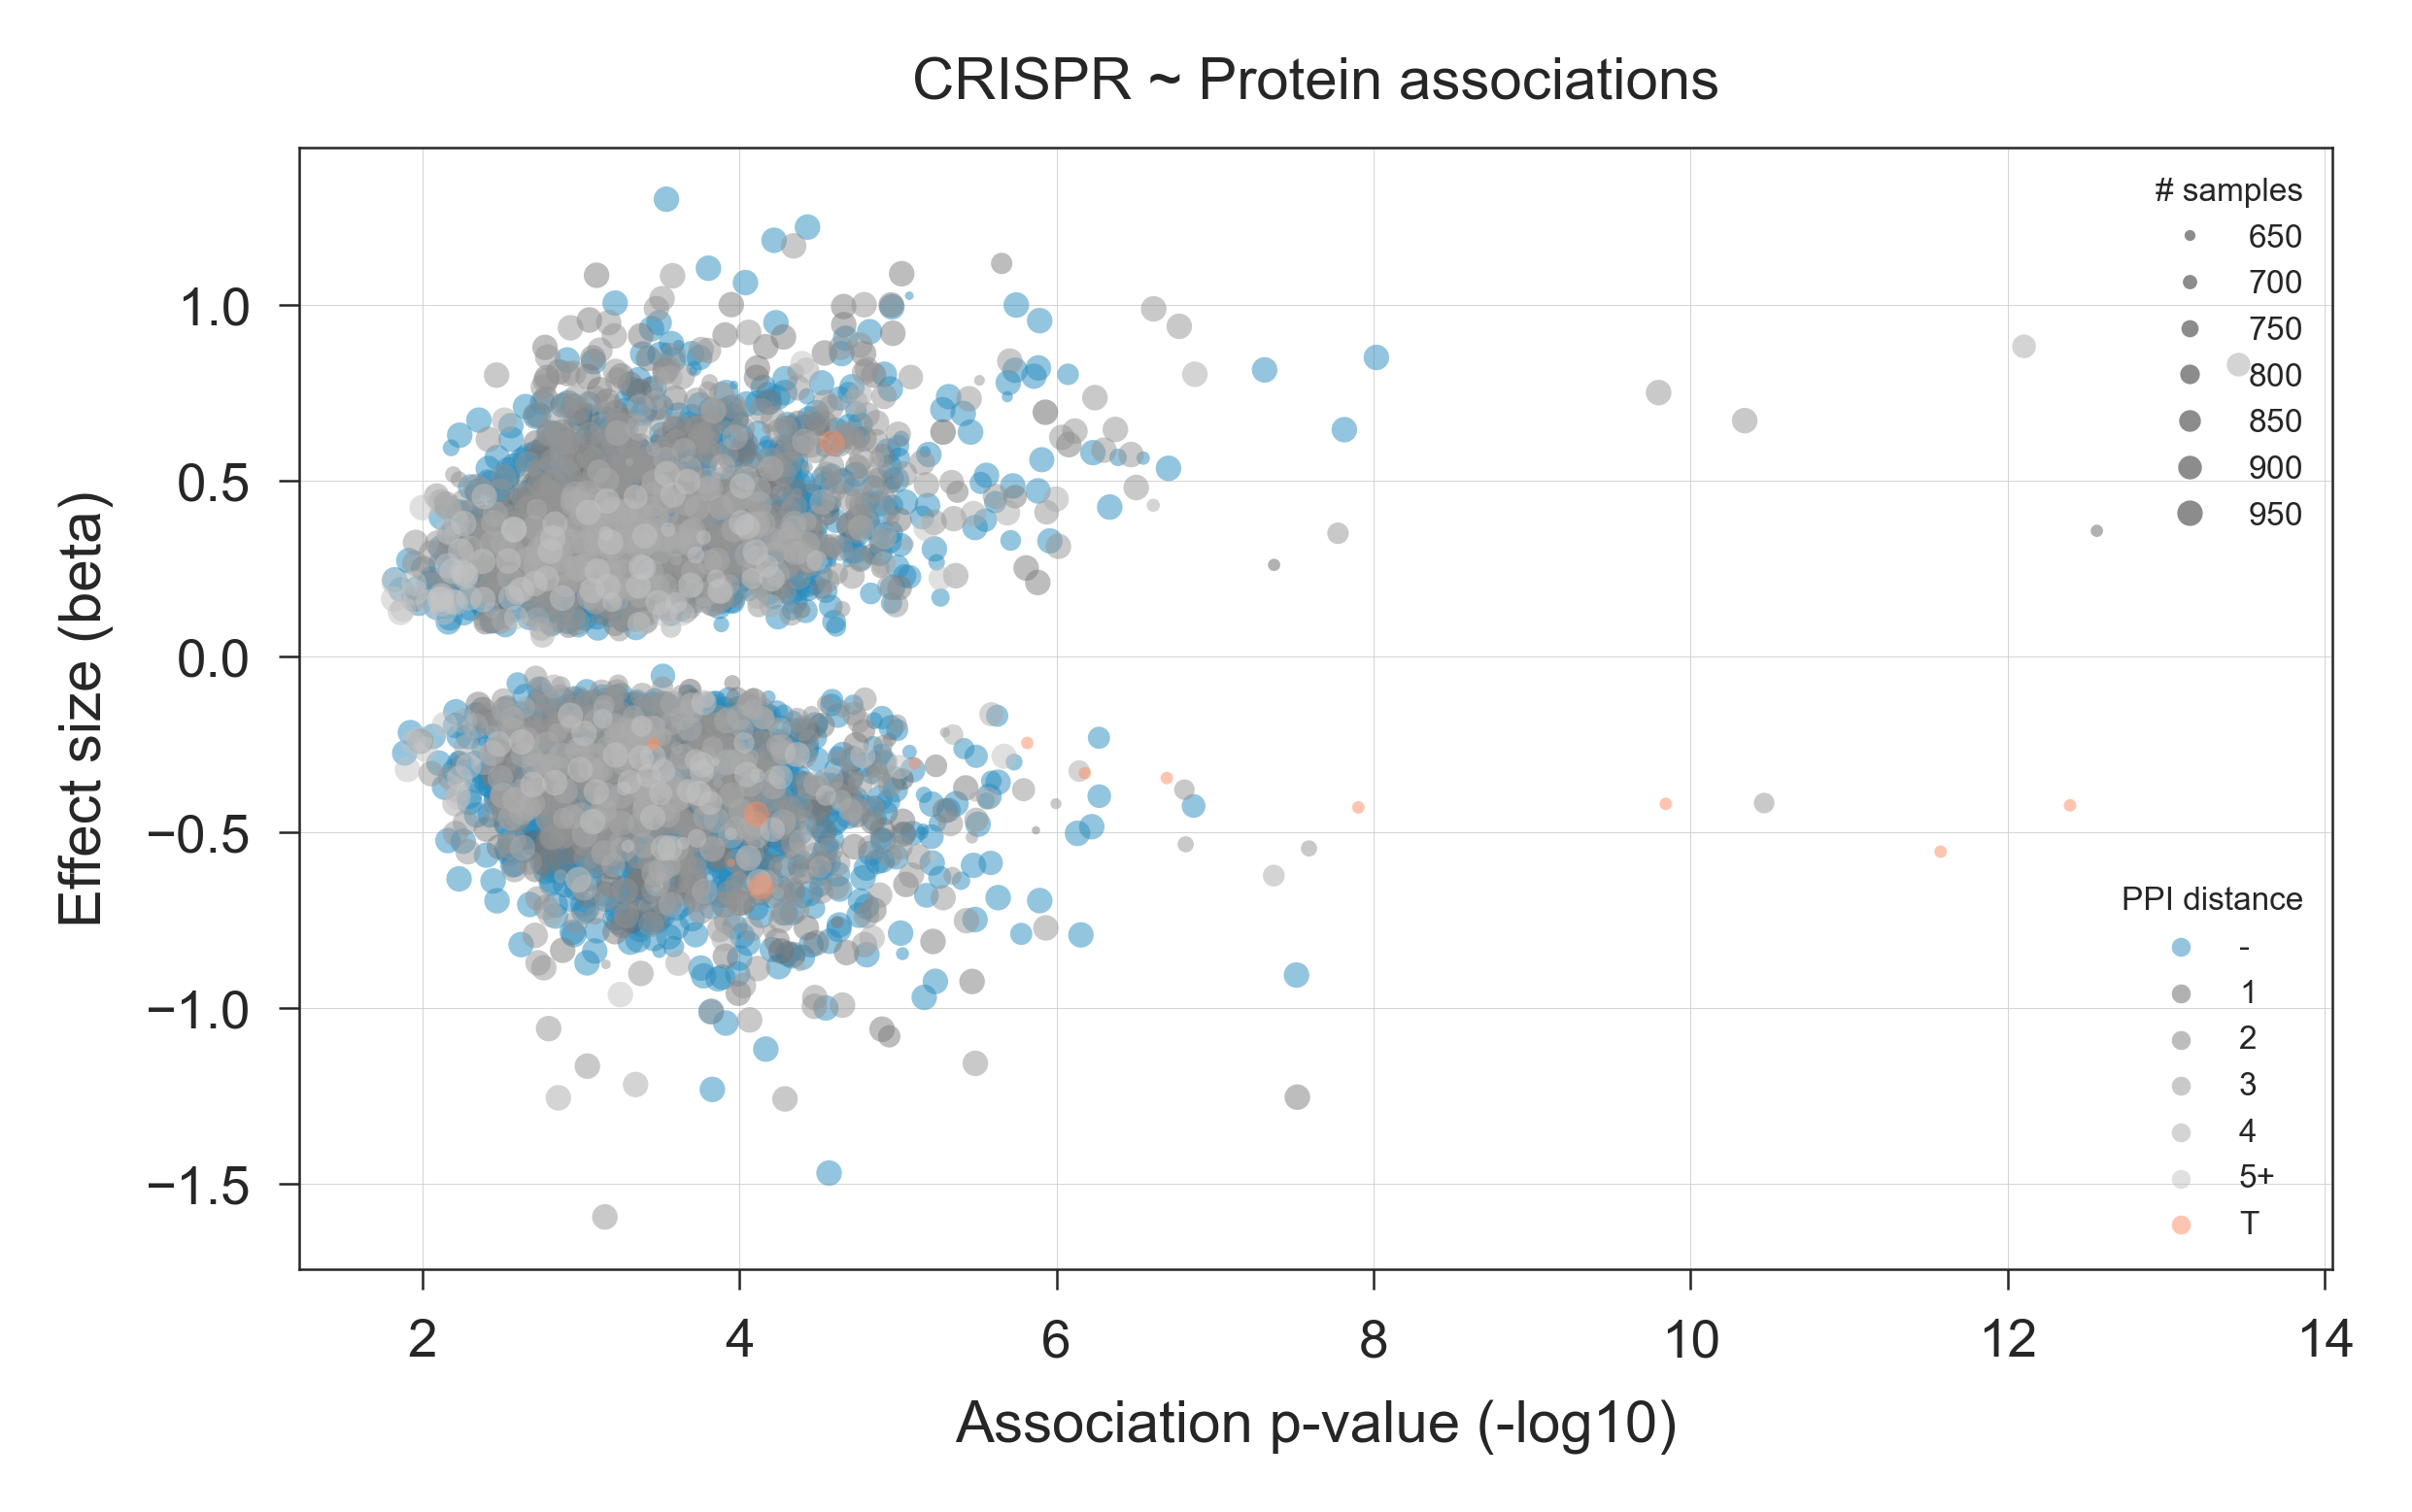 CRISPR ~ Protein associations
Effect size (beta)
1.0
0.5
0.0
−0.5
−1.0
−1.5
# samples
650
700
750
800
850
900
950
PPI distance
-
1
2
3
4
5+
T
2 4 6 8 10 12 14
Association p-value (-log10)